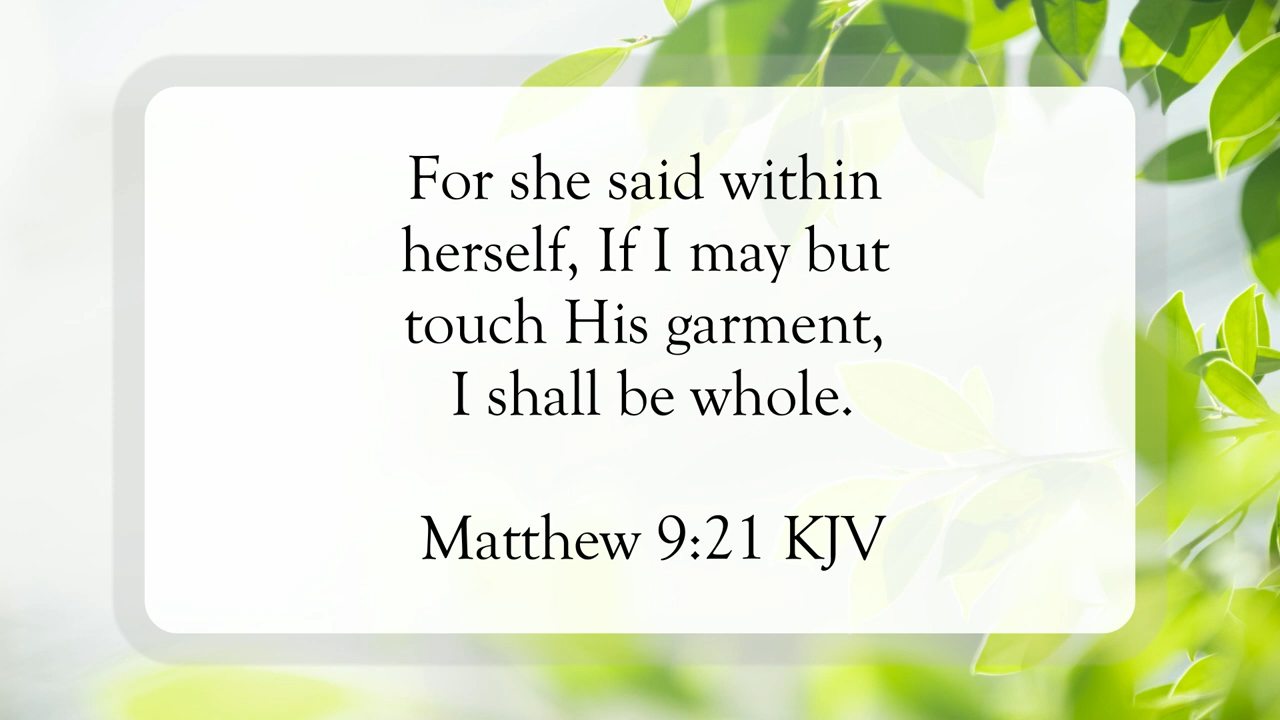 For she said within
herself, If I may but
touch His garment,
I shall be whole.
Matthew 9:21 KJV